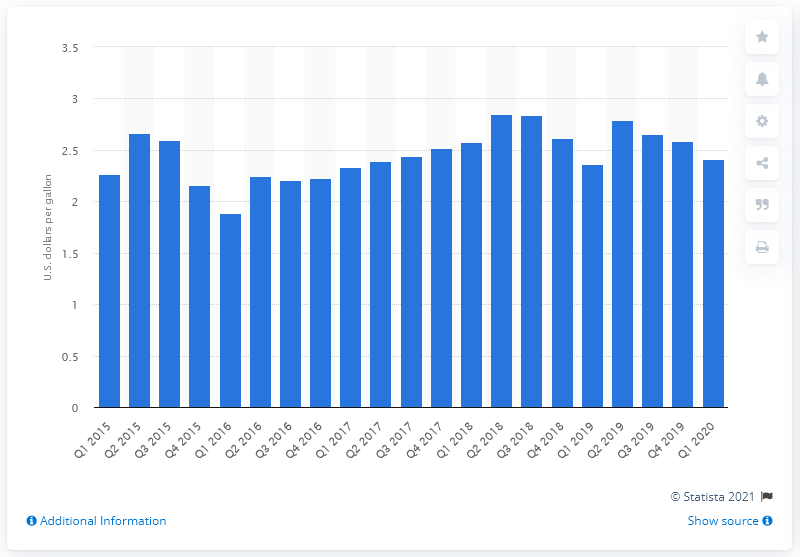 3.5
3
2.5
2
1.5
1
0.5
0
U.S. dollars per gallon
Q1 2015
Q2 2015
Q3 2015
Q4 2015
Q1 2016
Q2 2016
Q3 2016
Q4 2016
Q1 2017
Q2 2017
Q3 2017
Q4 2017
Q1 2018
Q2 2018
Q3 2018
Q4 2018
Q1 2019
Q2 2019
Q3 2019
Q4 2019
Q1 2020
© Statista 2021
Additional Information
Show source